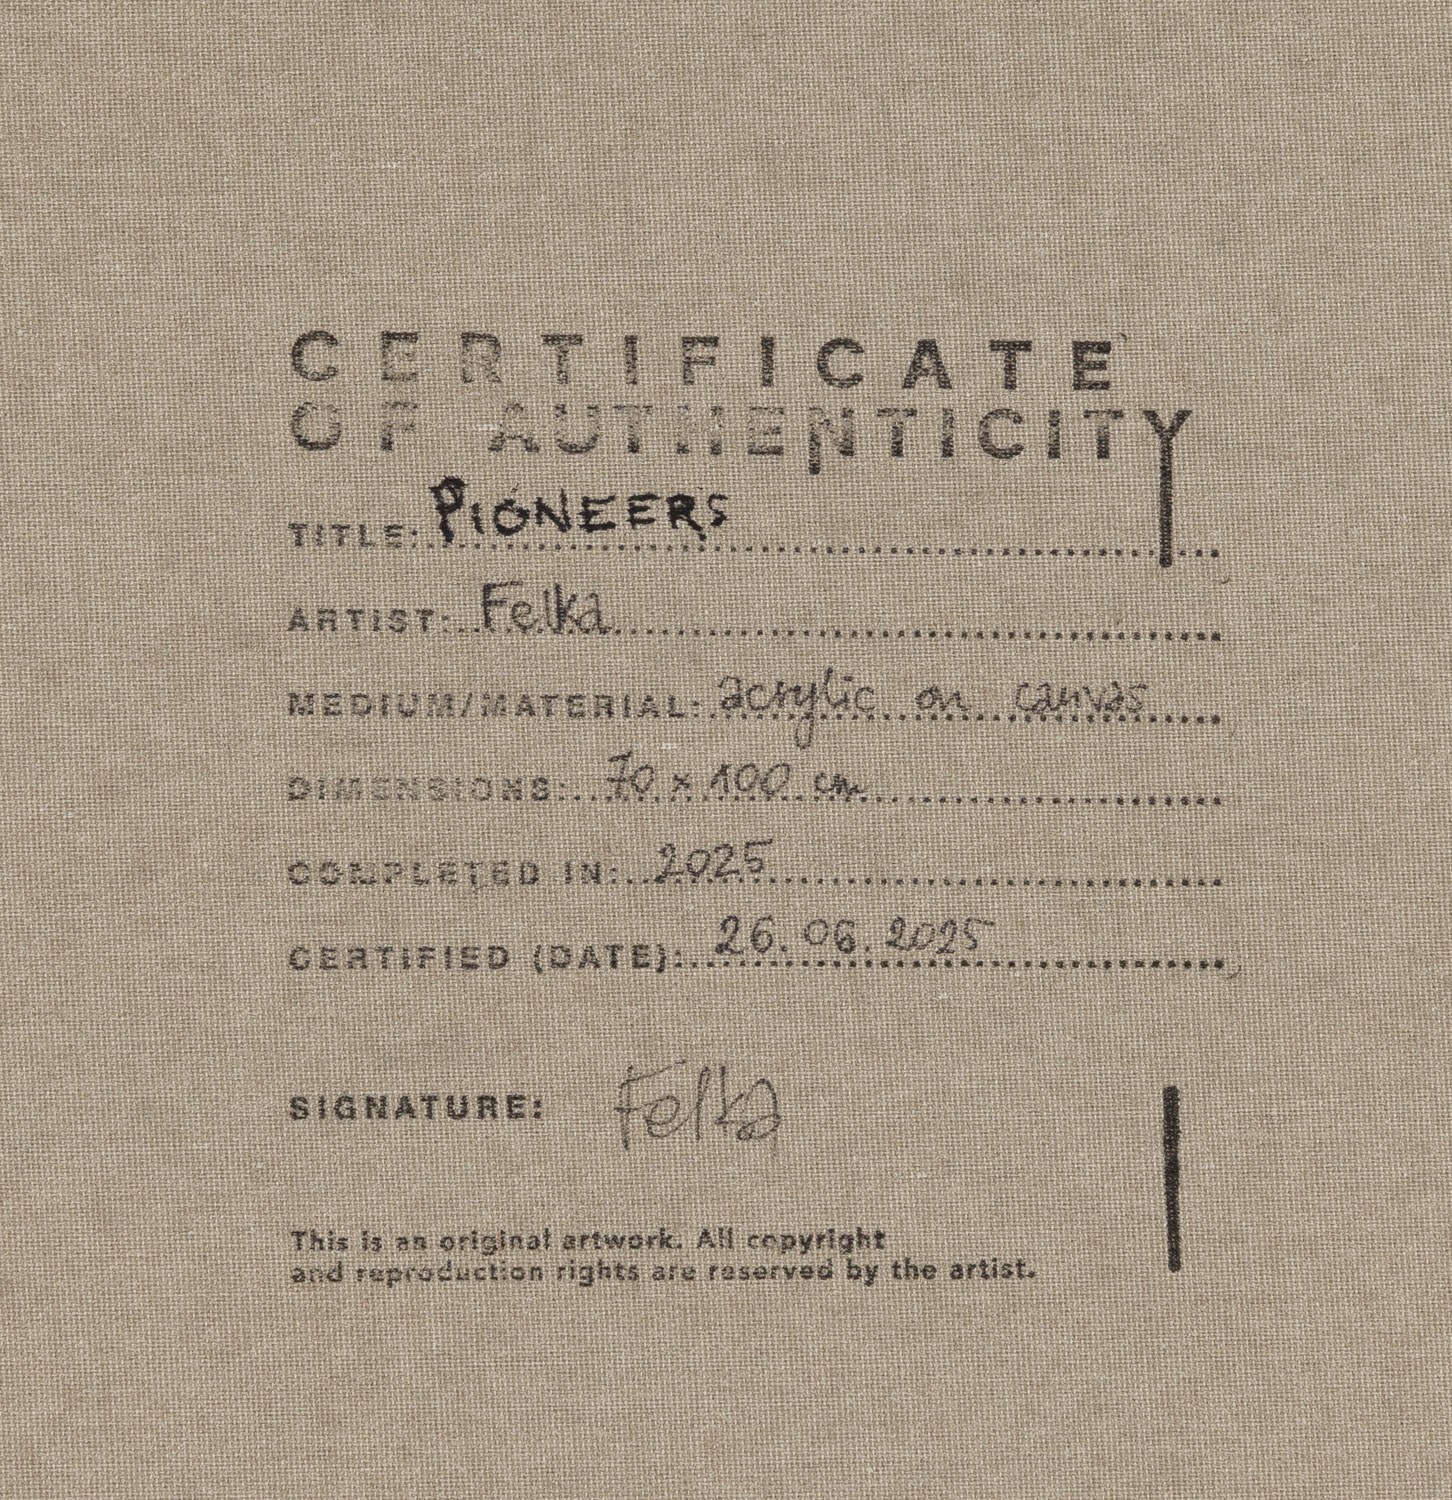 CERTIFICATE
OF AUTHENTICITY
TITLE: PIONEERS
ARTIST: Felka
MEDIUM/MATERIAL: acrylic on canvas
DIMENSIONS: 70 x 100 cm
COMPLETED IN: 2025
CERTIFIED (DATE): 26.06.2025
SIGNATURE: Felka
This is an original artwork. All copyright
and reproduction rights are reserved by the artist.